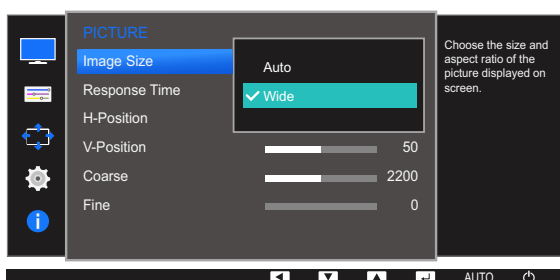 PICTURE
Image Size
Auto
Choose the size and
aspect ratio of the
picture displayed on
screen.
Response Time
Wide
H-Position
V-Position 50
Coarse 2200
Fine 0
AUTO